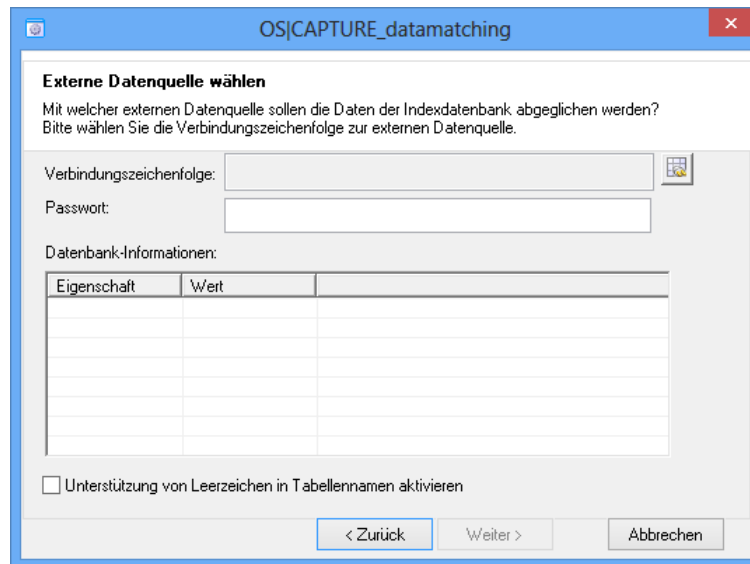 OS|CAPTURE_datamatching
Externe Datenquelle wählen
Mit welcher externen Datenquelle sollen die Daten der Indexdatenbank abgeglichen werden?
Bitte wählen Sie die Verbindungszeichenfolge zur externen Datenquelle.
Verbindungszeichenfolge:
Passwort:
Datenbank-Informationen:
Eigenschaft Wert
Unterstützung von Leerzeichen in Tabellennamen aktivieren
< Zurück Weiter > Abbrechen